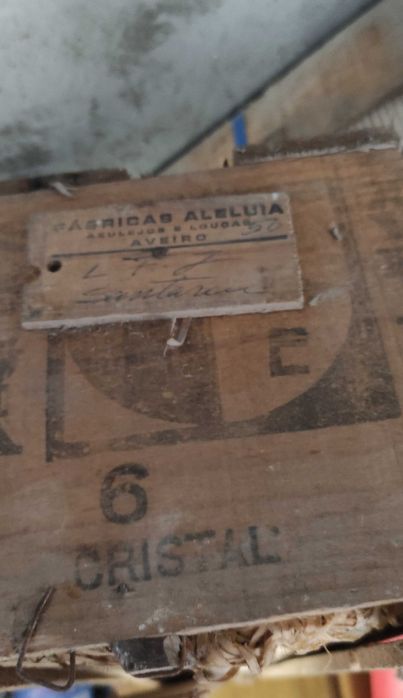 FÁBRICAS ALELUIA
AZULEJOS E LOUÇAS 50
AVEIRO
L T J
Santarem
E
6
CRISTAL